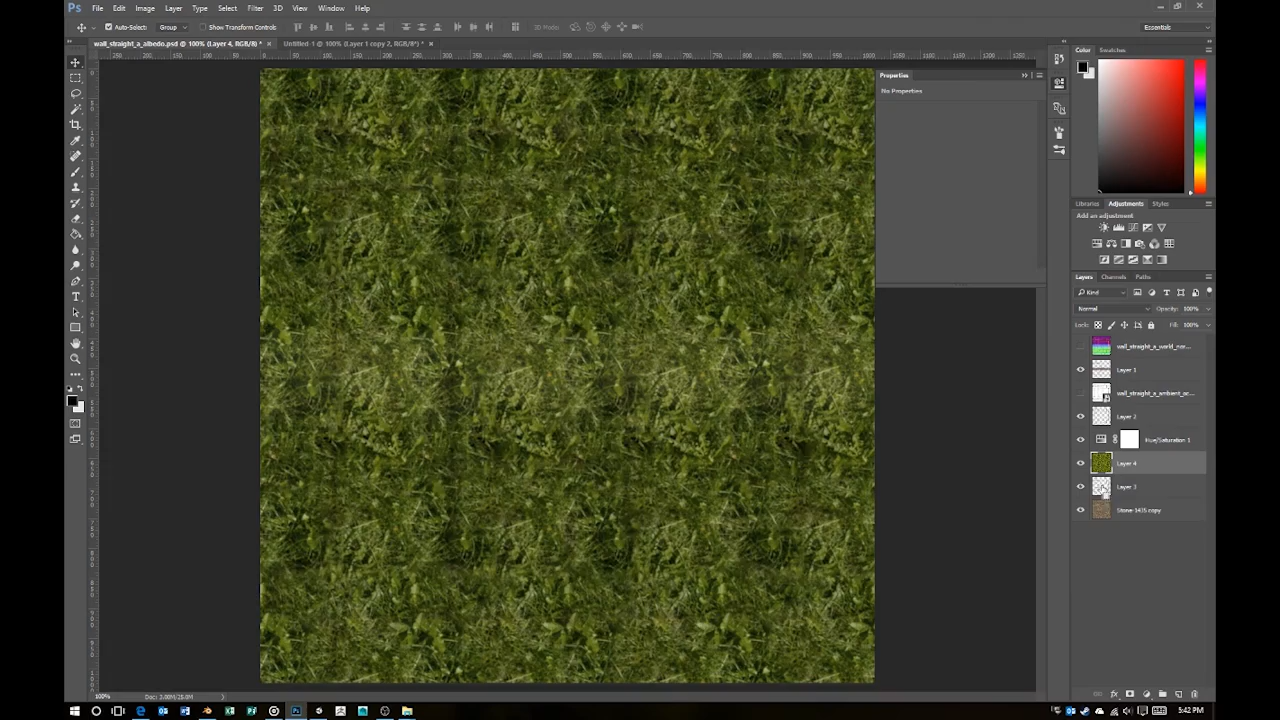 Ps File Edit Image Layer Type Select Filter 3D View Window Help
Auto-Select: Group Show Transform Controls 3D Mode Essentials
wall_straight_a_albedo.psd @ 100% (Layer 4, RGB/8) * × Untitled-1 @ 100% (Layer 1 copy 2, RGB/8*) * ×
Properties
No Properties
Color Swatches
Libraries Adjustments Styles
Add an adjustment
Layers Channels Paths
Kind
Normal Opacity: 100%
Lock: Fill: 100%
wall_straight_a_world_nor...
Layer 1
wall_straight_a_ambient_oc...
Layer 2
Hue/Saturation 1
Layer 4
Layer 3
Stone 1435 copy
100% Doc: 3.00M/25.0M
5:42 PM